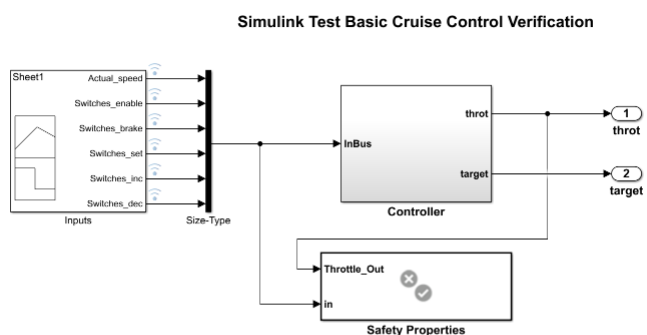 Simulink Test Basic Cruise Control Verification
Sheet1
Actual_speed
Switches_enable
Switches_brake
Switches_set
Switches_inc
Switches_dec
Inputs
Size-Type
InBus
throt
target
Controller
1
throt
2
target
Throttle_Out
in
Safety Properties